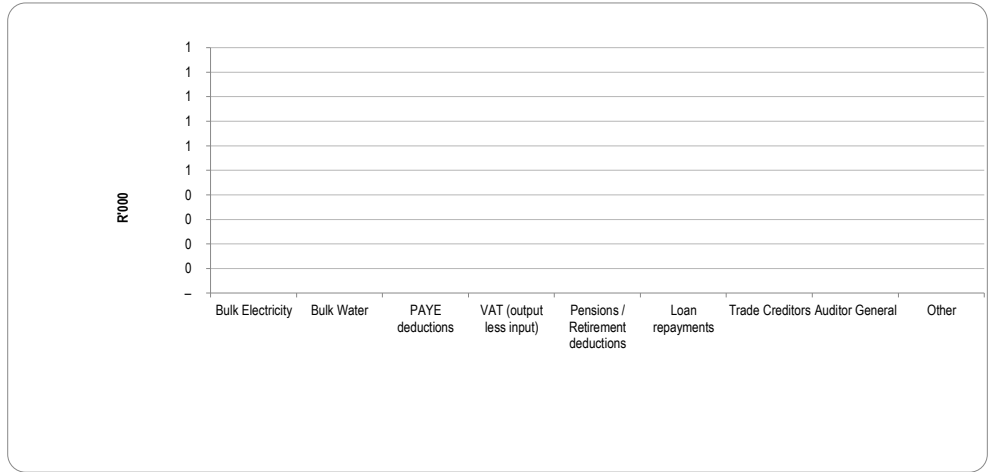 R'000
1
1
1
1
1
1
0
0
0
0
–
Bulk Electricity
Bulk Water
PAYE
deductions
VAT (output
less input)
Pensions /
Retirement
deductions
Loan
repayments
Trade Creditors
Auditor General
Other